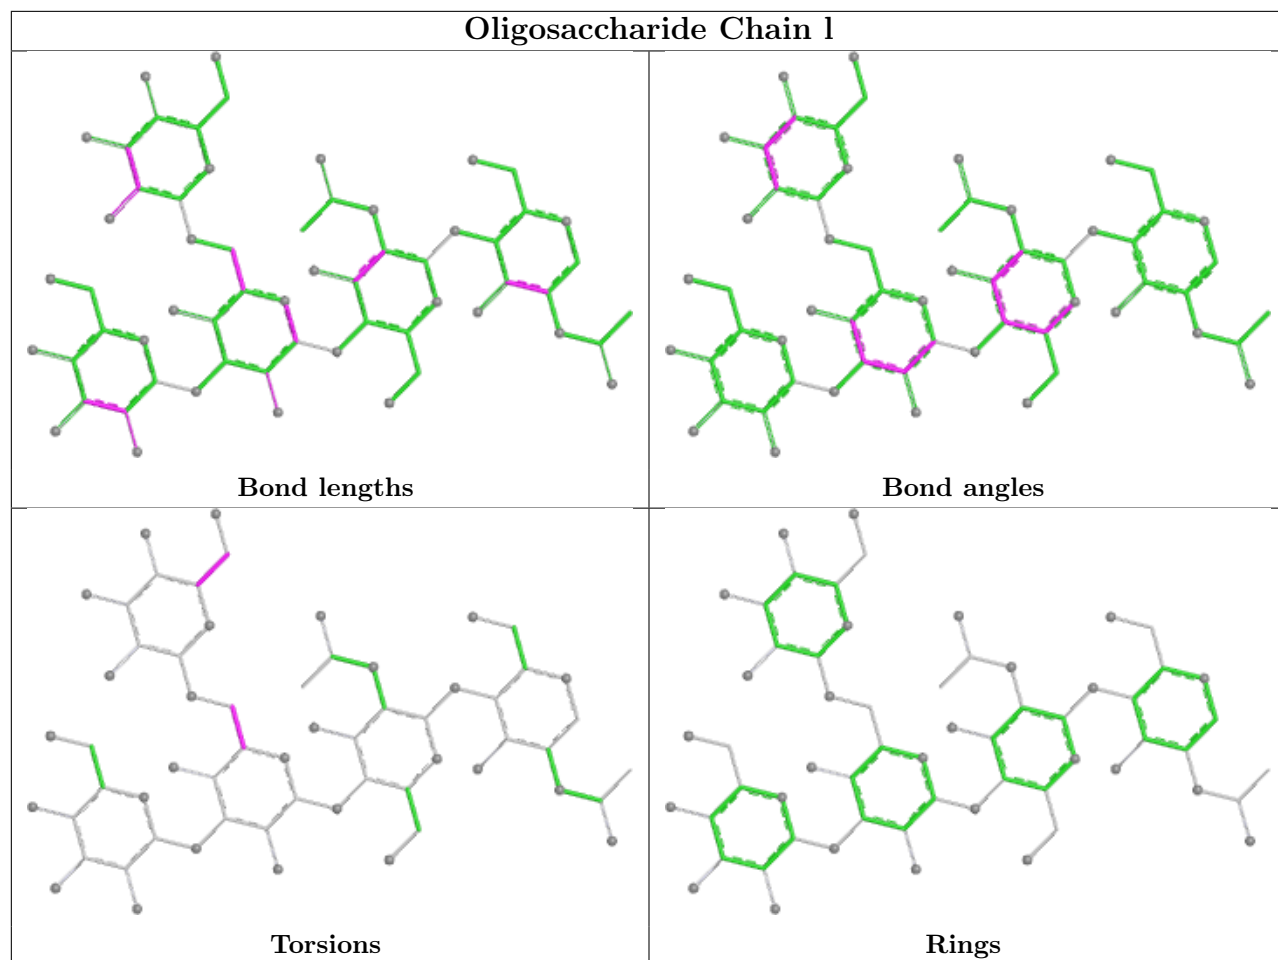 Oligosaccharide Chain l
Bond lengths
Bond angles
Torsions
Rings